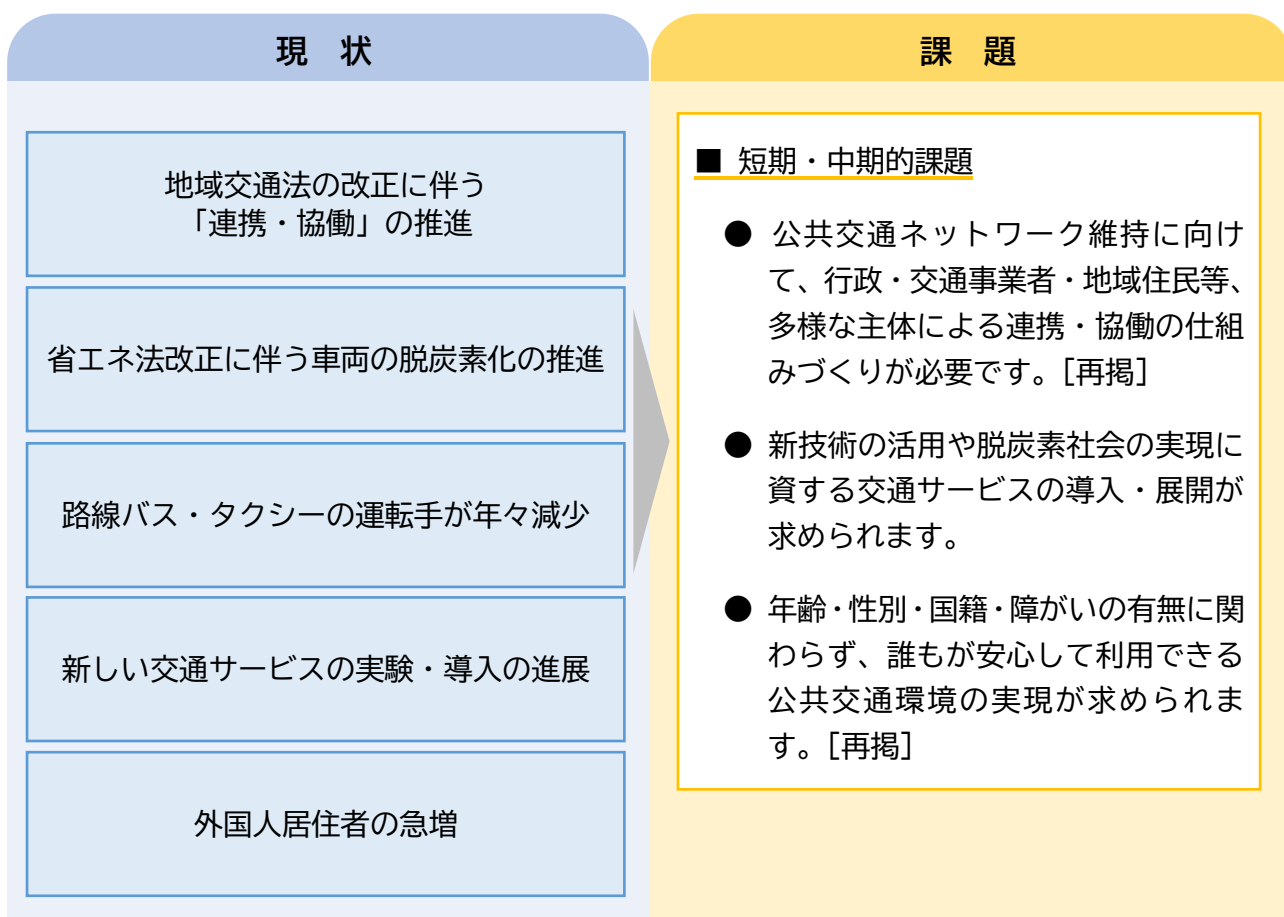 現　状
地域交通法の改正に伴う
「連携・協働」の推進
省エネ法改正に伴う車両の脱炭素化の推進
路線バス・タクシーの運転手が年々減少
新しい交通サービスの実験・導入の進展
外国人居住者の急増
課　題
■ 短期・中期的課題
● 公共交通ネットワーク維持に向け
て、行政・交通事業者・地域住民等、
多様な主体による連携・協働の仕組
みづくりが必要です。［再掲］
● 新技術の活用や脱炭素社会の実現に
資する交通サービスの導入・展開が
求められます。
● 年齢・性別・国籍・障がいの有無に関
わらず、誰もが安心して利用できる
公共交通環境の実現が求められま
す。［再掲］